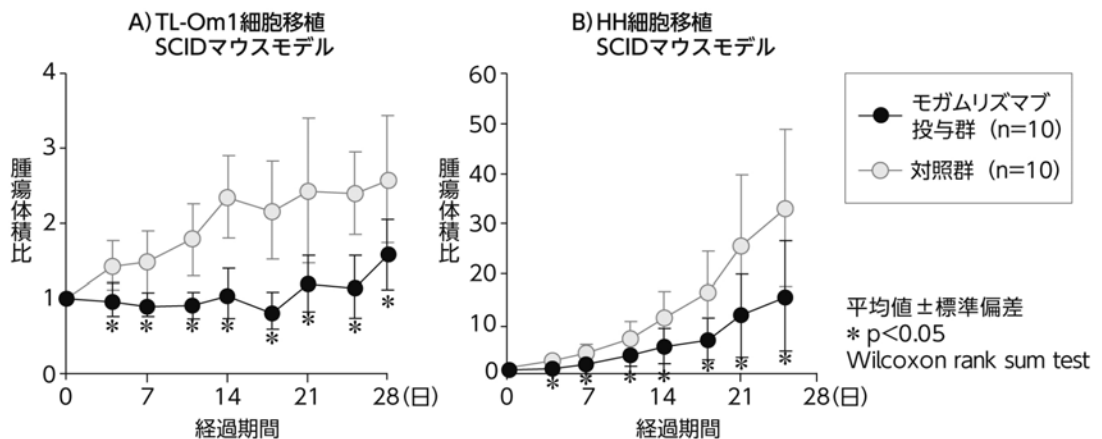 A) TL-Om1細胞移植
SCIDマウスモデル
4
3
2
1
0
腫瘍体積比
*
*
*
*
*
*
*
*
0
7
14
21
28(日)
経過期間
B) HH細胞移植
SCIDマウスモデル
60
50
40
30
20
10
0
腫瘍体積比
*
*
*
*
*
*
*
0
7
14
21
28(日)
経過期間
モガムリズマブ
投与群 (n=10)
対照群 (n=10)
平均値±標準偏差
* p<0.05
Wilcoxon rank sum test